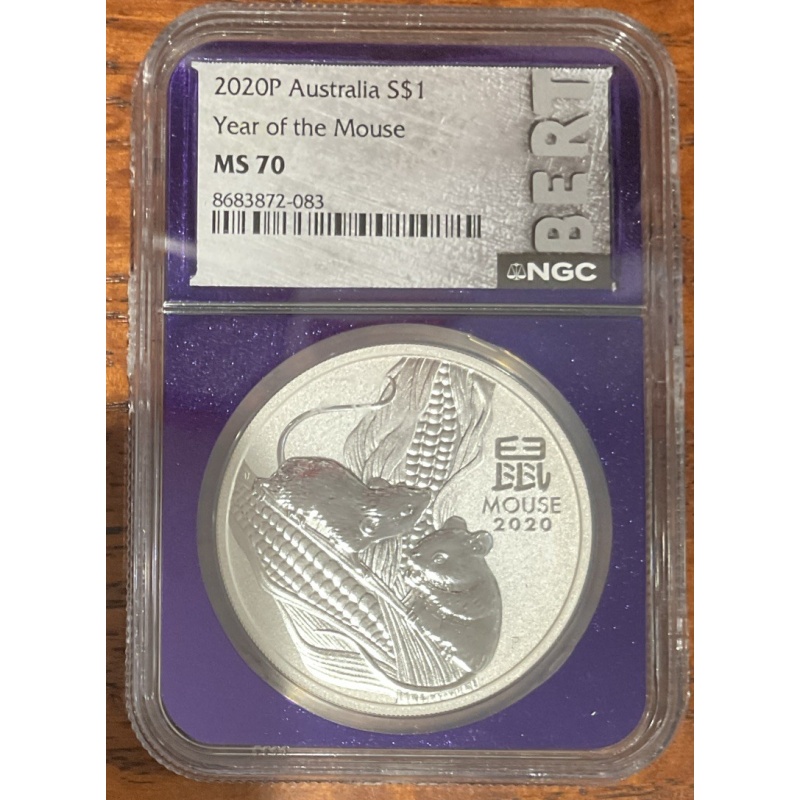 2020P Australia S$1
Year of the Mouse
MS 70
8683872-083
BERT
NGC
鼠
MOUSE
2020